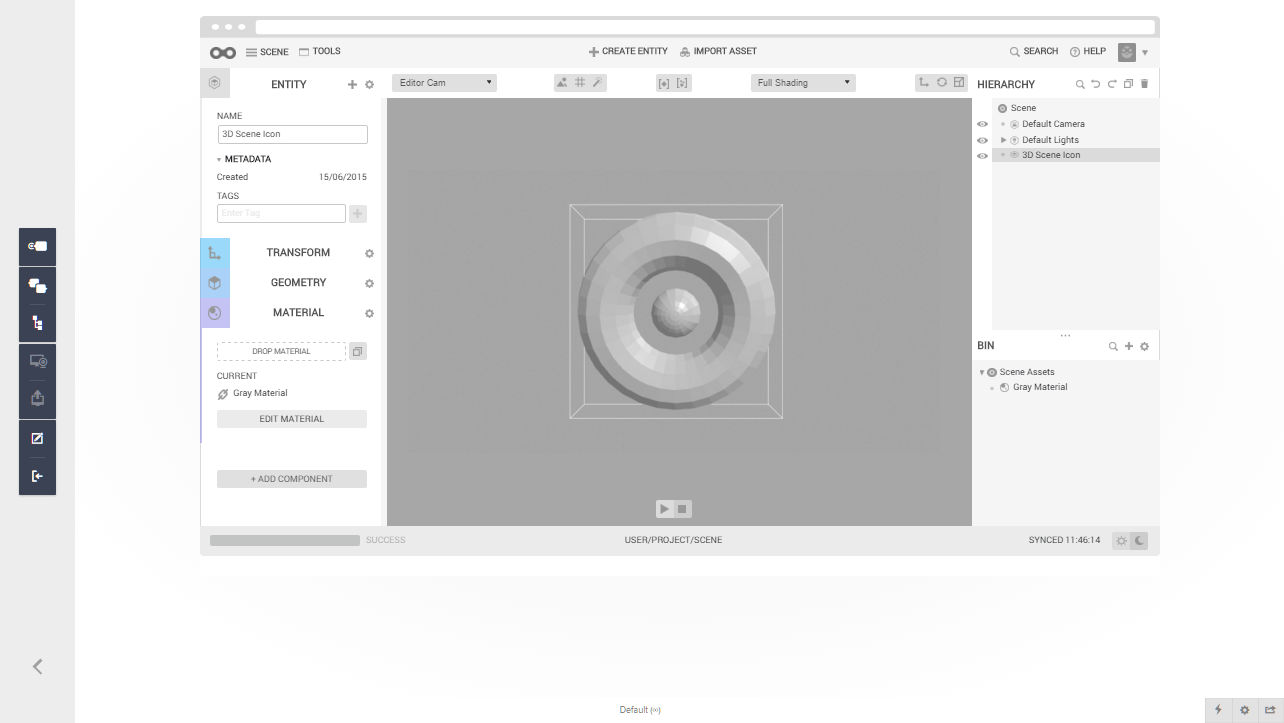 SCENE TOOLS CREATE ENTITY IMPORT ASSET SEARCH HELP
ENTITY
Editor Cam
Full Shading
HIERARCHY
NAME
3D Scene Icon
METADATA
Created 15/06/2015
TAGS
Enter Tag
TRANSFORM
GEOMETRY
MATERIAL
DROP MATERIAL
CURRENT
Gray Material
EDIT MATERIAL
+ ADD COMPONENT
Scene
Default Camera
Default Lights
3D Scene Icon
BIN
Scene Assets
Gray Material
SUCCESS USER/PROJECT/SCENE SYNCED 11:46:14
Default (∞)